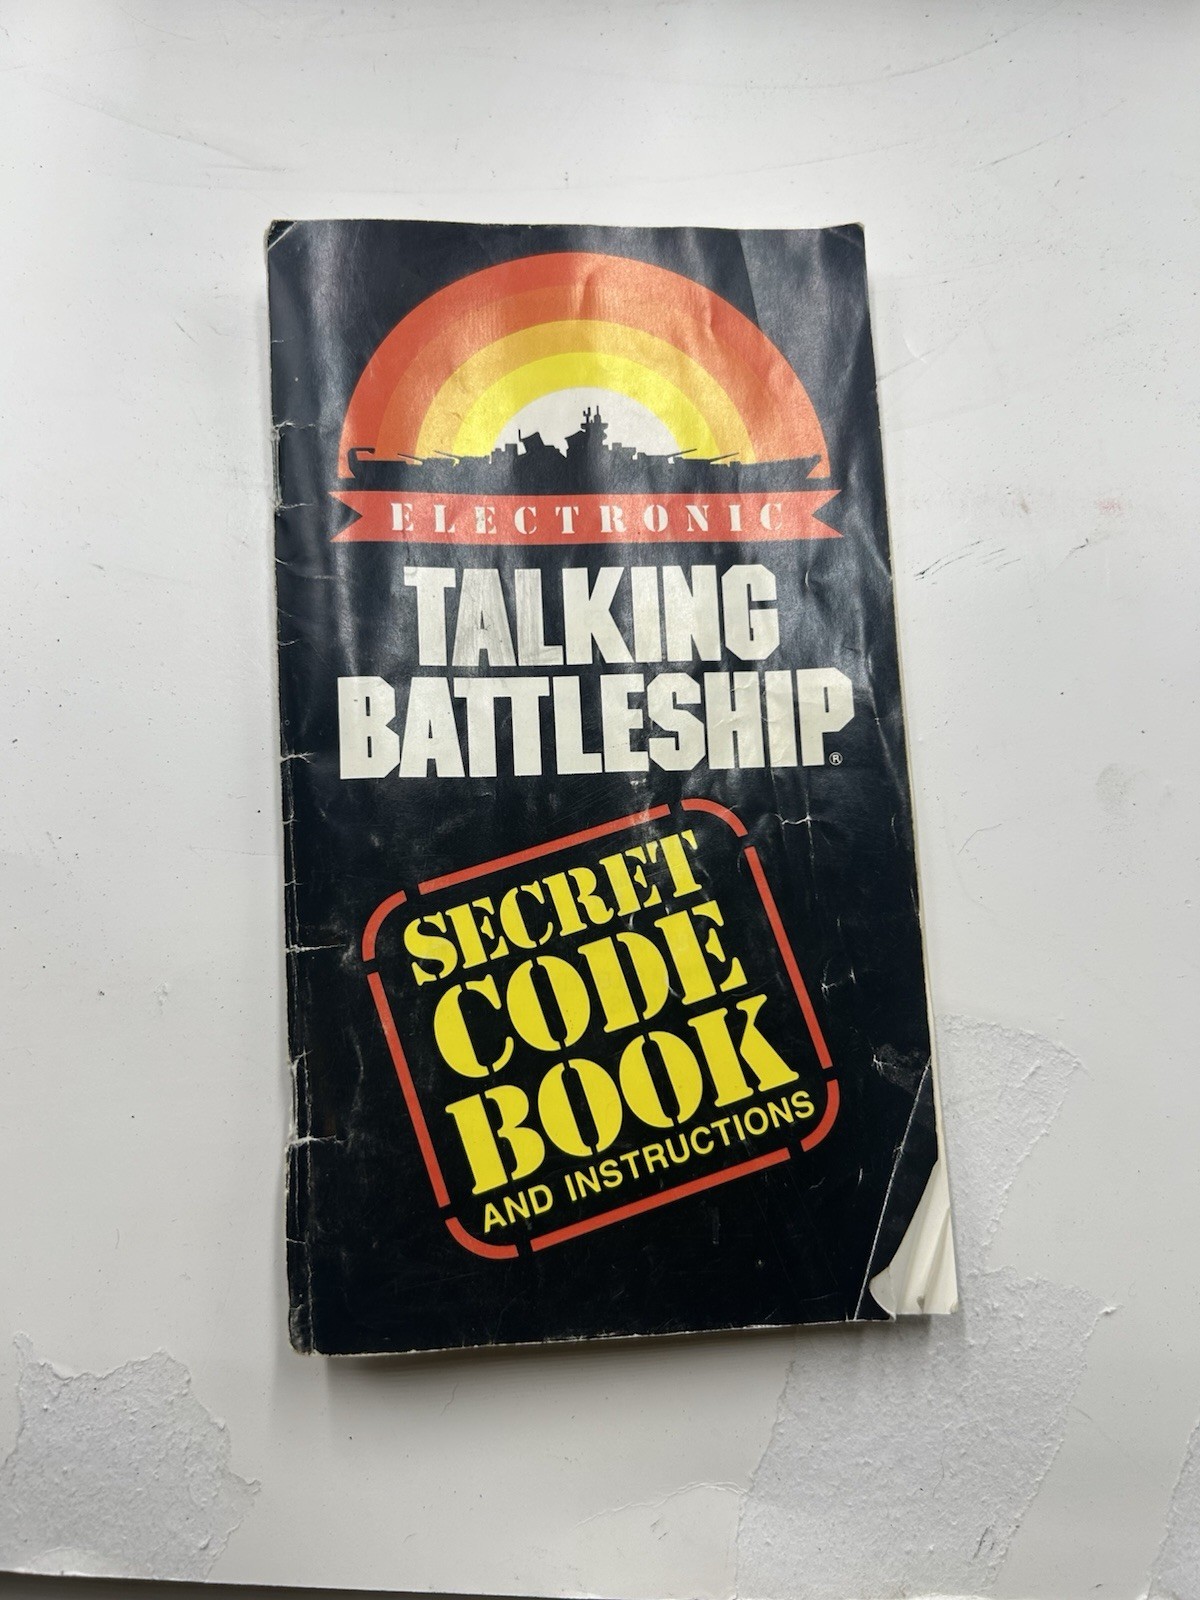 ELECTRONIC
TALKING
BATTLESHIP®
SECRET
CODE
BOOK
AND INSTRUCTIONS